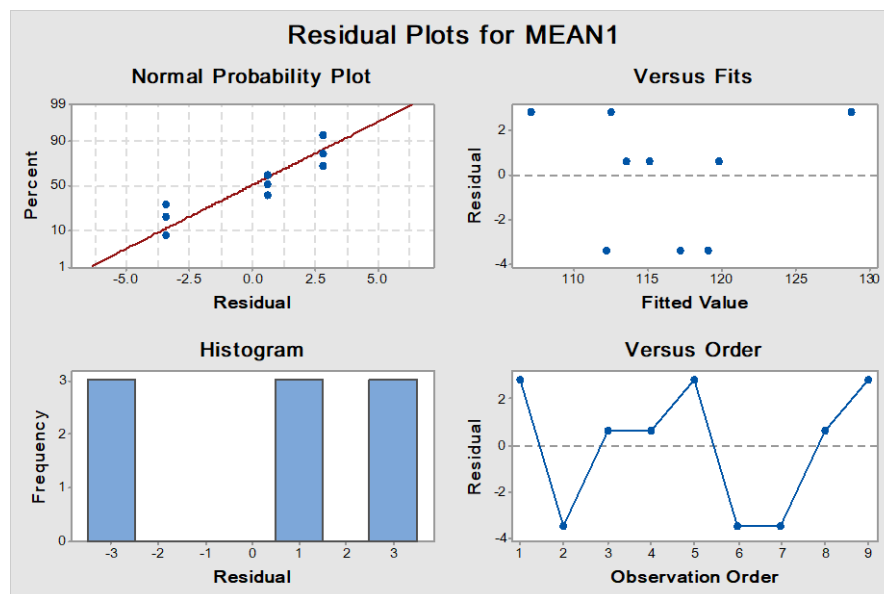 Residual Plots for MEAN1
Normal Probability Plot
99
90
50
10
1
Percent
-5.0 -2.5 0.0 2.5 5.0
Residual
Versus Fits
2
0
-2
-4
Residual
110 115 120 125 130
Fitted Value
Histogram
3
2
1
0
Frequency
-3 -2 -1 0 1 2 3
Residual
Versus Order
2
0
-2
-4
Residual
1 2 3 4 5 6 7 8 9
Observation Order